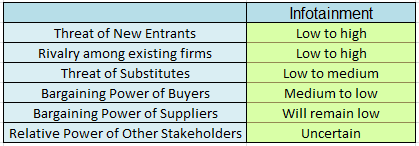 Infotainment
Threat of New Entrants Low to high
Rivalry among existing firms Low to high
Threat of Substitutes Low to medium
Bargaining Power of Buyers Medium to low
Bargaining Power of Suppliers Will remain low
Relative Power of Other Stakeholders Uncertain